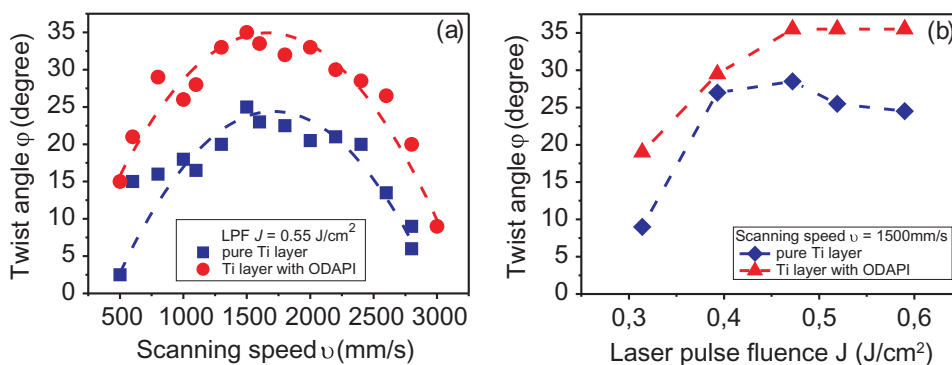 (a)
Twist angle φ (degree)
35
30
25
20
15
10
5
0
LPF J = 0.55 J/cm²
pure Ti layer
Ti layer with ODAPI
500 1000 1500 2000 2500 3000
Scanning speed υ (mm/s)
(b)
Twist angle φ (degree)
35
30
25
20
15
10
5
0
Scanning speed υ = 1500mm/s
pure Ti layer
Ti layer with ODAPI
0,3 0,4 0,5 0,6
Laser pulse fluence J (J/cm²)